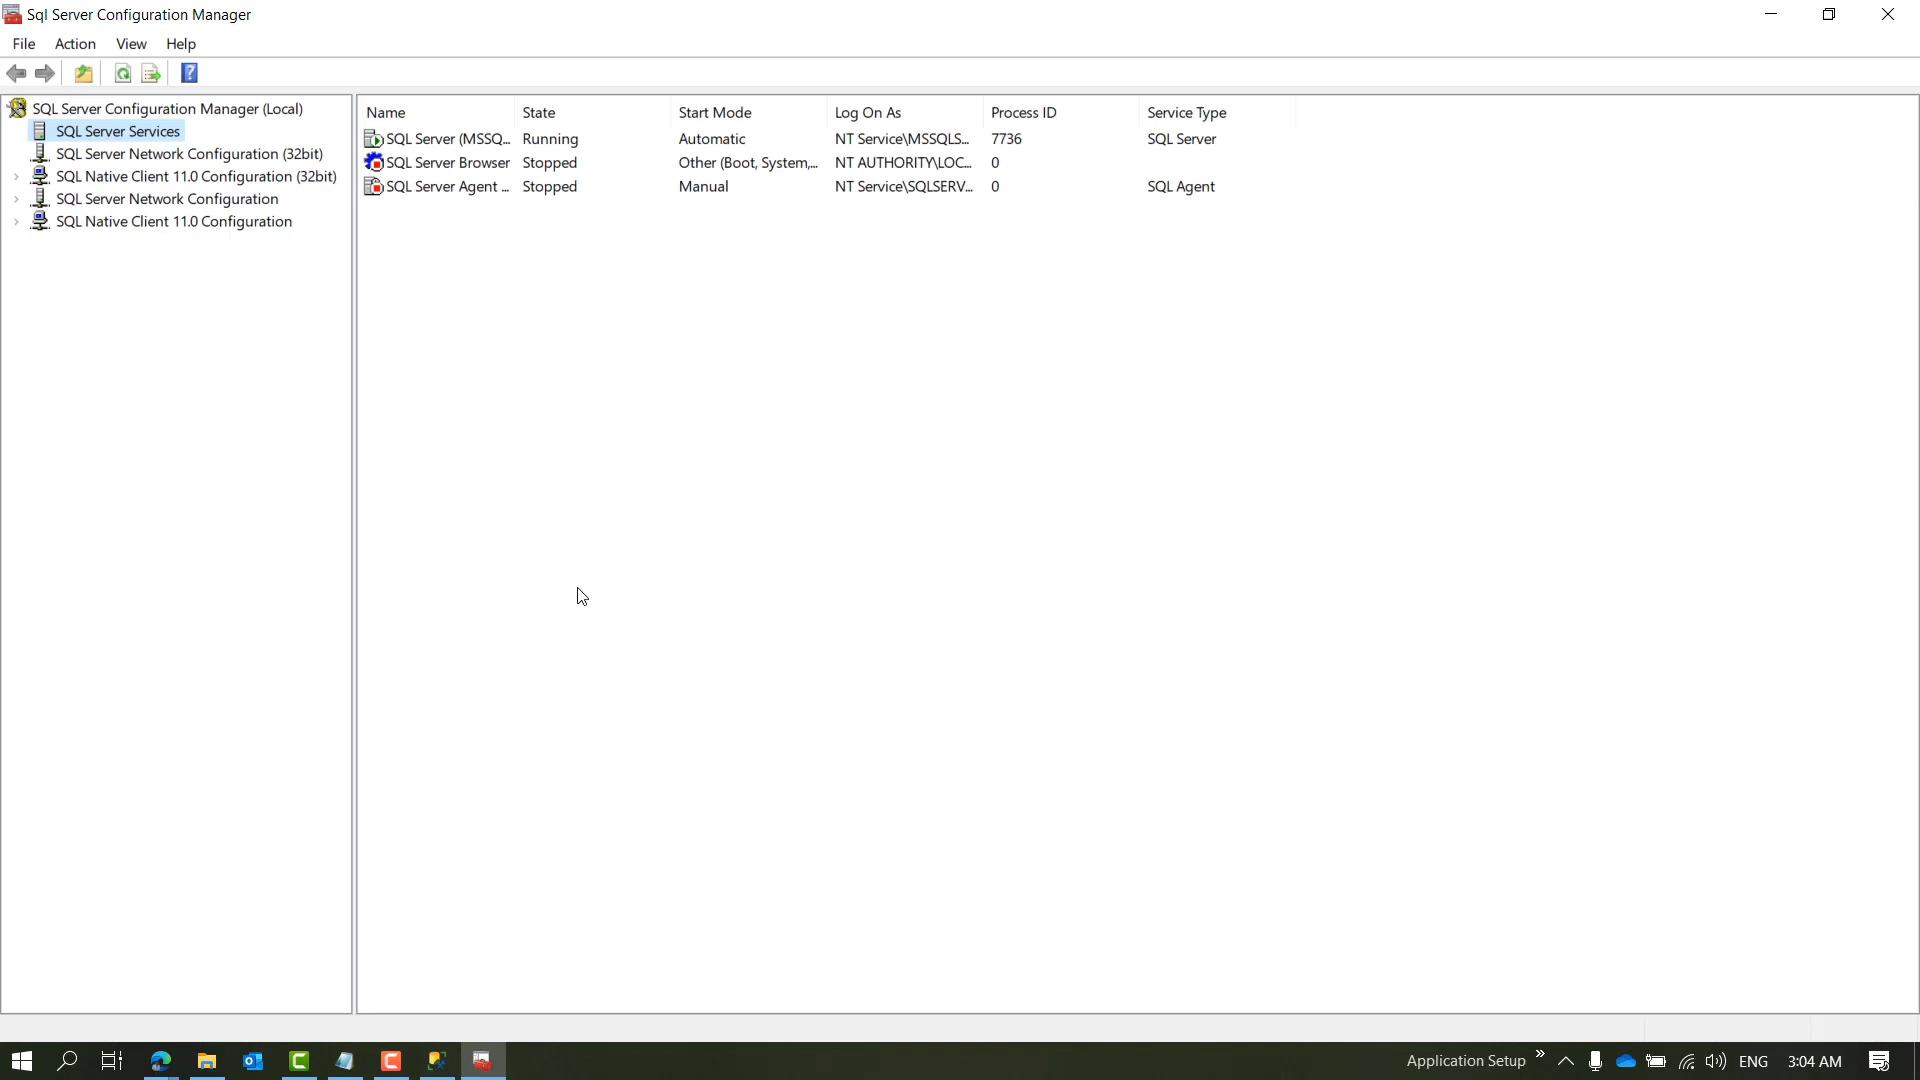 Sql Server Configuration Manager
File Action View Help
SQL Server Configuration Manager (Local)
SQL Server Services
SQL Server Network Configuration (32bit)
SQL Native Client 11.0 Configuration (32bit)
SQL Server Network Configuration
SQL Native Client 11.0 Configuration
Name State Start Mode Log On As Process ID Service Type
SQL Server (MSSQ... Running Automatic NT Service\MSSQLS... 7736 SQL Server
SQL Server Browser Stopped Other (Boot, System,... NT AUTHORITY\LOC... 0
SQL Server Agent ... Stopped Manual NT Service\SQLSERV... 0 SQL Agent
Application Setup » ENG 3:04 AM